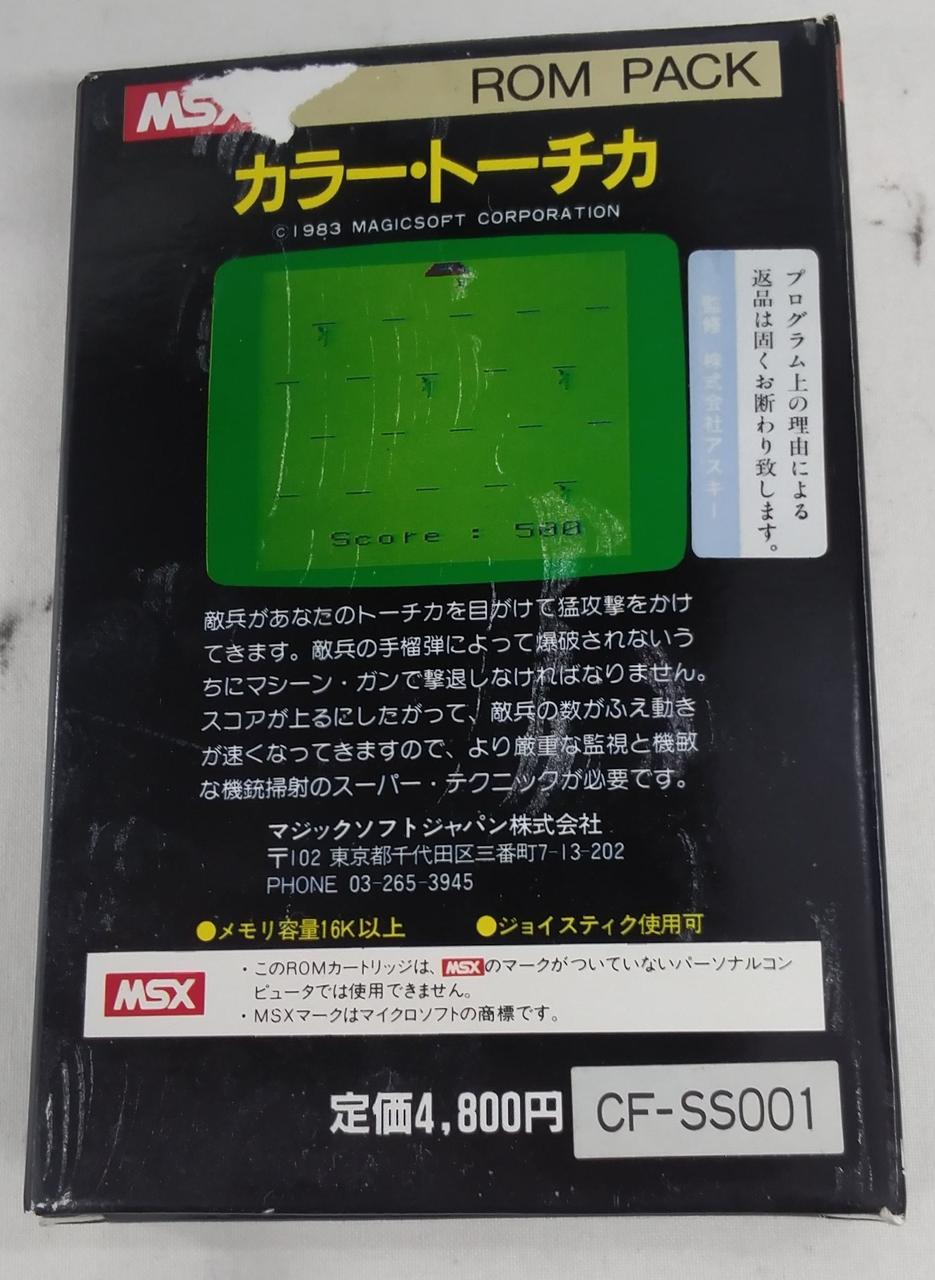 MSX
ROM PACK
カラー・トーチカ
©1983 MAGICSOFT CORPORATION
Score : 500
プログラム上の理由による
返品は固くお断わり致します。
監修 株式会社アスキー
敵兵があなたのトーチカを目がけて猛攻撃をかけ
てきます。敵兵の手榴弾によって爆破されないう
ちにマシーン・ガンで撃退しなければなりません。
スコアが上るにしたがって、敵兵の数がふえ動き
が速くなってきますので、より厳重な監視と機敏
な機銃掃射のスーパー・テクニックが必要です。
マジックソフトジャパン株式会社
〒102 東京都千代田区三番町7-13-202
PHONE 03-265-3945
●メモリ容量16K以上 ●ジョイスティク使用可
MSX
・このROMカートリッジは、MSXのマークがついていないパーソナルコン
ピュータでは使用できません。
・MSXマークはマイクロソフトの商標です。
定価4,800円 CF-SS001